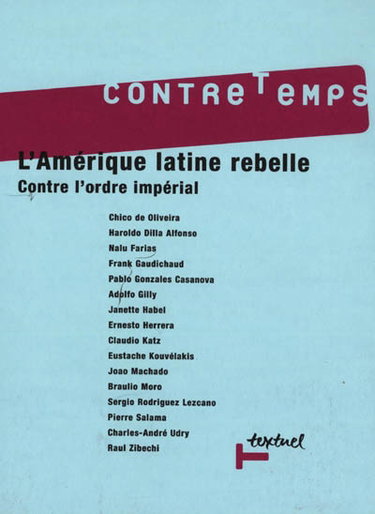 CONTRETEMPS
L'Amérique latine rebelle
Contre l'ordre impérial
Chico de Oliveira
Haroldo Dilla Alfonso
Nalu Farias
Frank Gaudichaud
Pablo Gonzales Casanova
Adolfo Gilly
Janette Habel
Ernesto Herrera
Claudio Katz
Eustache Kouvélakis
Joao Machado
Braulio Moro
Sergio Rodriguez Lezcano
Pierre Salama
Charles-André Udry
Raul Zibechi
textuel